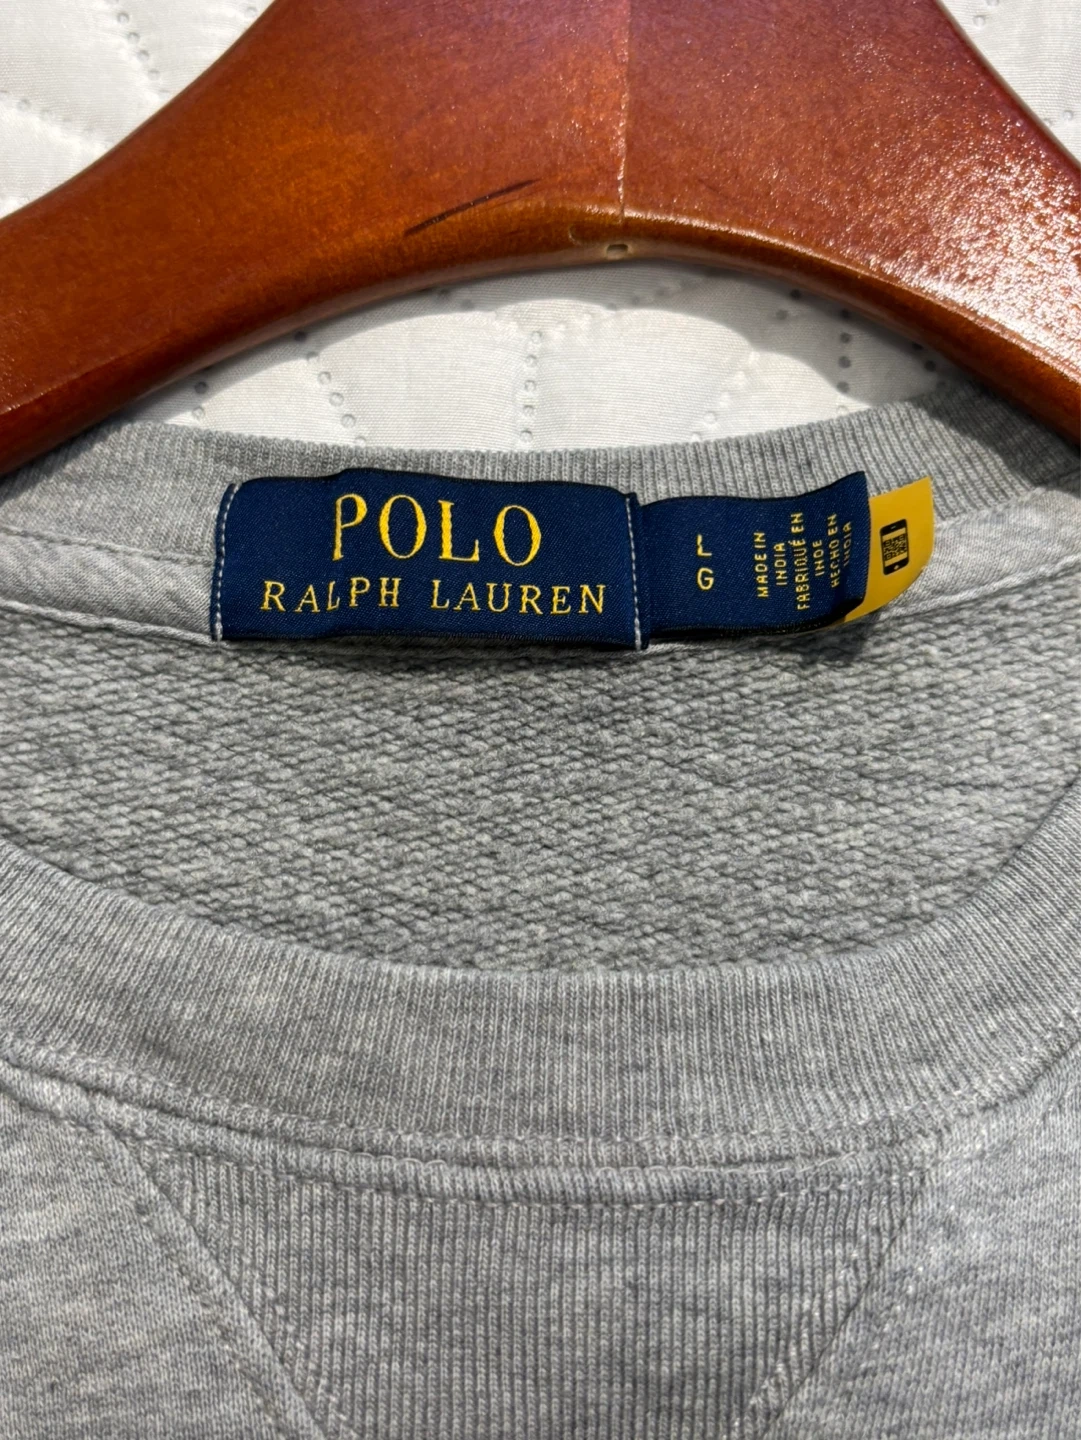 POLO
RALPH LAUREN
L
G
MADE IN
INDIA
FABRIQUÉ EN
INDE
HECHO EN
INDIA